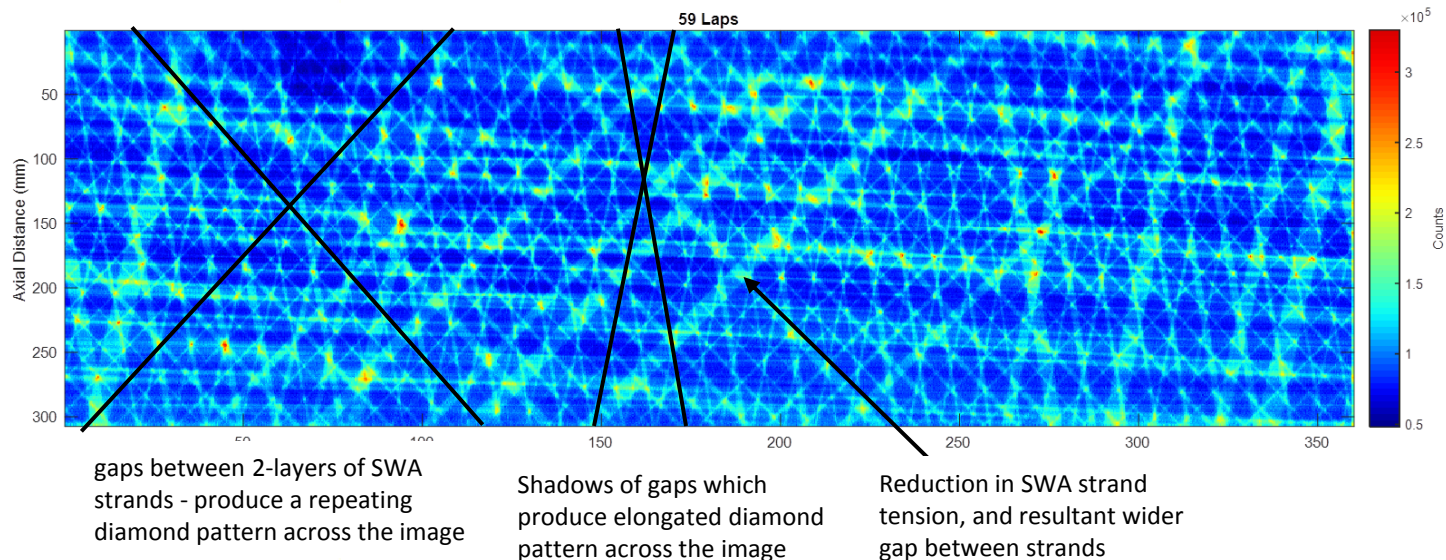 59 Laps
×10⁵
50
100
150
200
250
300
Axial Distance (mm)
50
100
150
200
250
300
350
3
2.5
2
1.5
1
0.5
Counts
gaps between 2-layers of SWA
strands - produce a repeating
diamond pattern across the image
Shadows of gaps which
produce elongated diamond
pattern across the image
Reduction in SWA strand
tension, and resultant wider
gap between strands